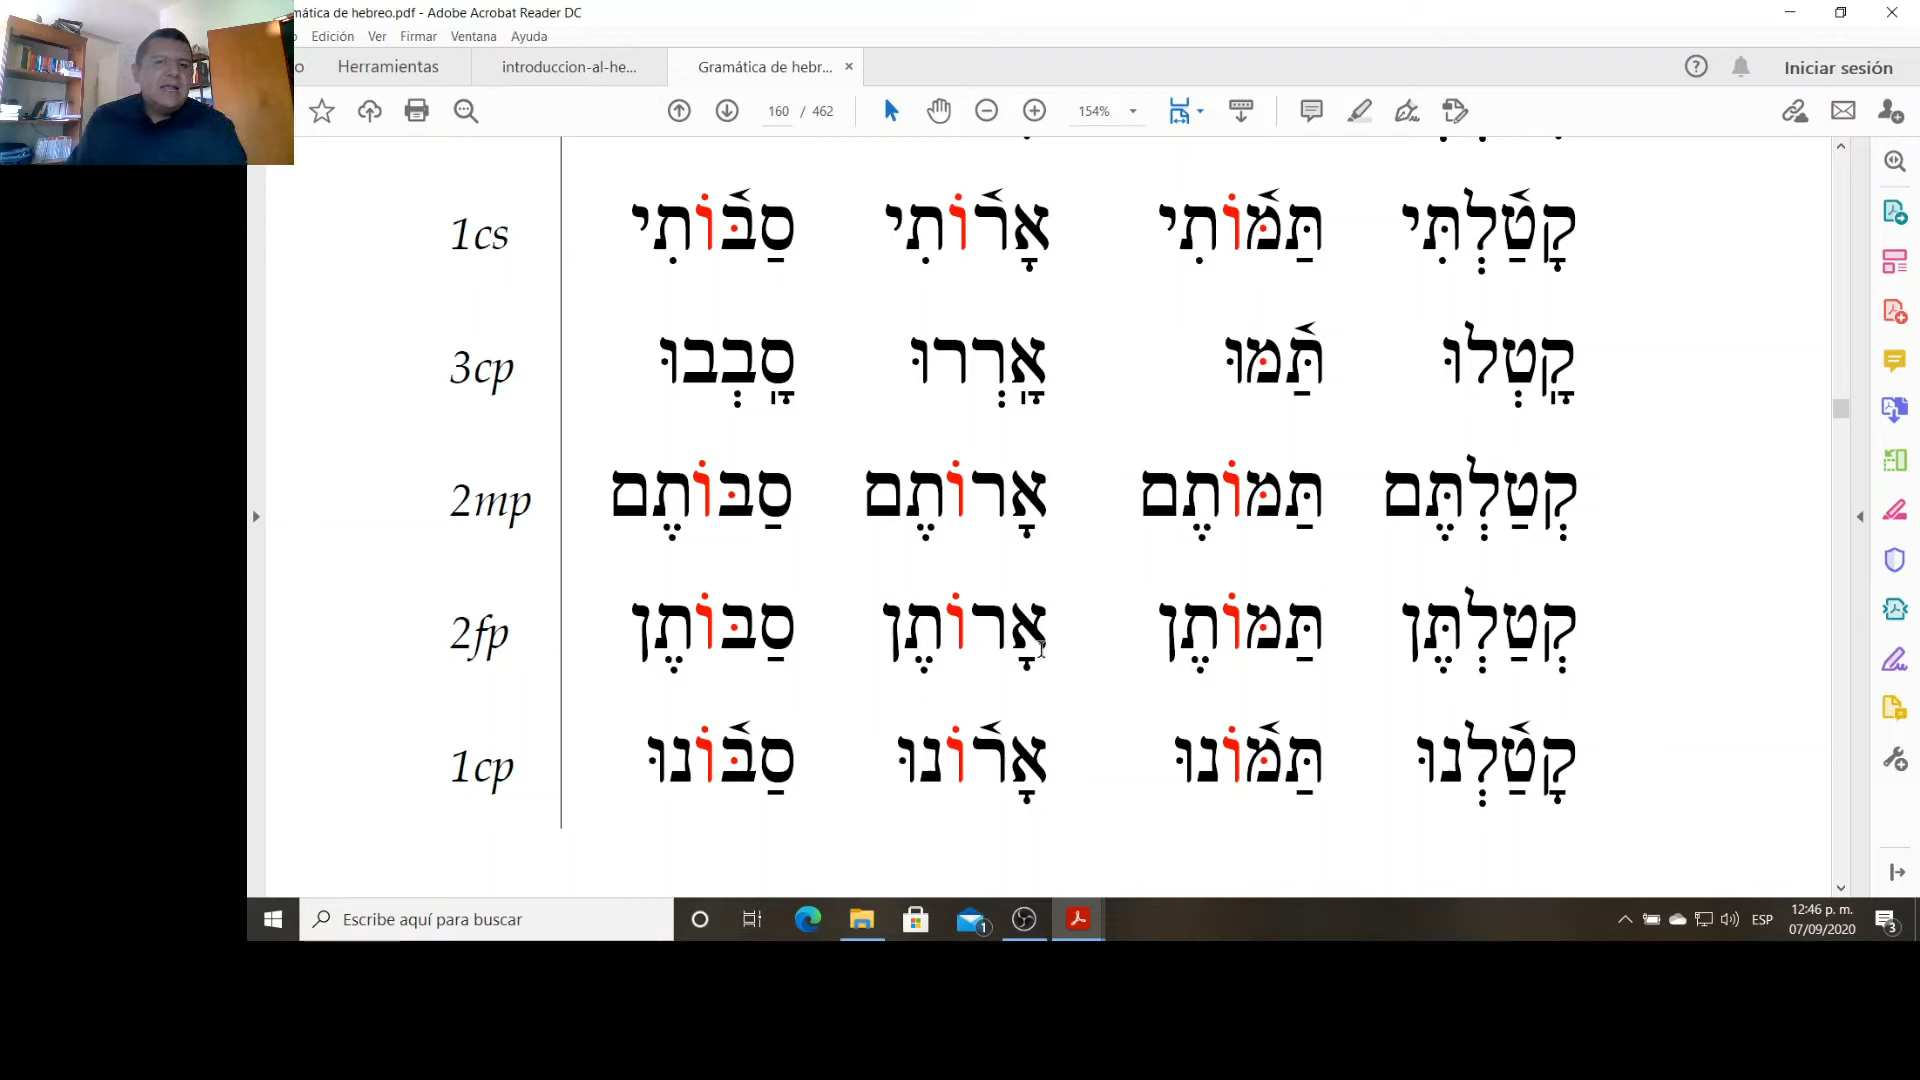 mática de hebreo.pdf - Adobe Acrobat Reader DC
Edición Ver Firmar Ventana Ayuda
Herramientas introduccion-al-he... Gramática de hebr... × Iniciar sesión
160 / 462 154%
1cs סַבּ֫וֹתִי אָר֫וֹתִי תַּמּ֫וֹתִי קָטַ֫לְתִּי
3cp סָֽבְבוּ אָֽרְרוּ תַּ֫מּוּ קָֽטְלוּ
2mp סַבּוֹתֶם אָרוֹתֶם תַּמּוֹתֶם קְטַלְתֶּם
2fp סַבּוֹתֶן אָרוֹתֶן תַּמּוֹתֶן קְטַלְתֶּן
1cp סַבּ֫וֹנוּ אָר֫וֹנוּ תַּמּ֫וֹנוּ קָטַ֫לְנוּ
Escribe aquí para buscar 1 ESP 12:46 p. m. 3
07/09/2020